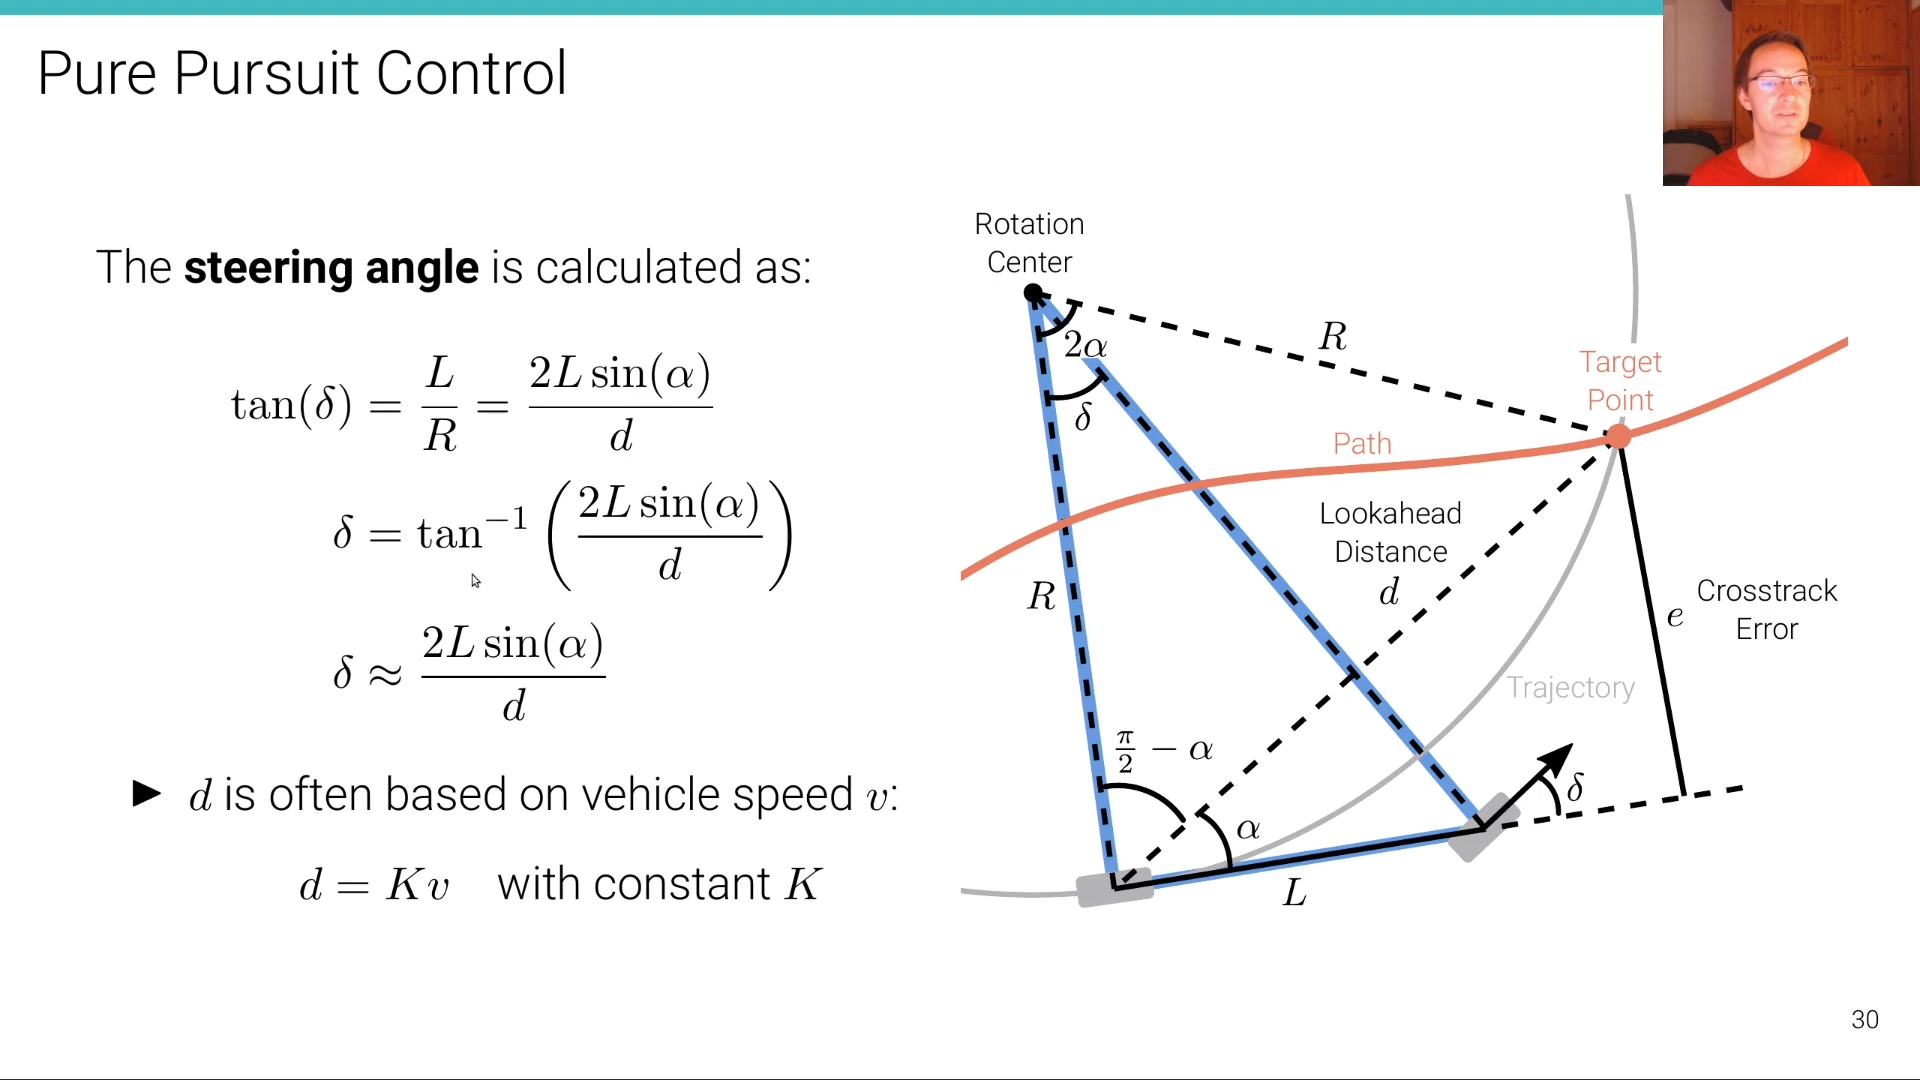 Pure Pursuit Control
The steering angle is calculated as:
tan(δ) = L/R = 2L sin(α)/d
δ = tan⁻¹ (2L sin(α)/d)
δ ≈ 2L sin(α)/d
► d is often based on vehicle speed v:
d = Kv with constant K
Rotation
Center
2α
δ
R
R
Target
Point
Path
Lookahead
Distance
d
Crosstrack
Error
e
Trajectory
π/2 − α
α
δ
L
30